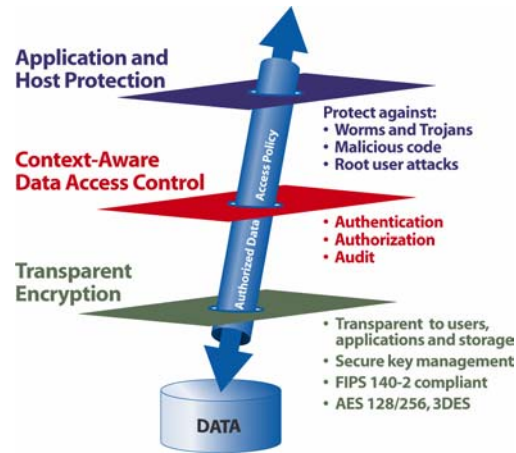 Application and
Host Protection
Protect against:
• Worms and Trojans
• Malicious code
• Root user attacks
Context-Aware
Data Access Control
• Authentication
• Authorization
• Audit
Authorized Data Access Policy
Transparent
Encryption
• Transparent to users,
applications and storage
• Secure key management
• FIPS 140-2 compliant
• AES 128/256, 3DES
DATA